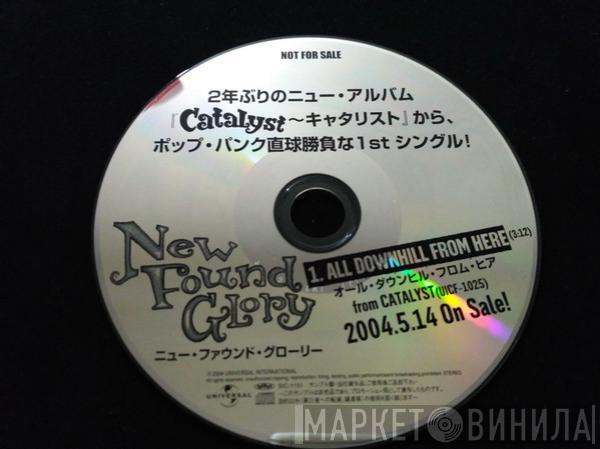 NOT FOR SALE
2年ぶりのニュー・アルバム
『Catalyst～キャタリスト』から、
ポップ・パンク直球勝負な1st シングル!
New Found Glory
ニュー・ファウンド・グローリー
1. ALL DOWNHILL FROM HERE (3:12)
オール・ダウンヒル・フロム・ヒア
from CATALYST(UICF-1025)
2004.5.14 On Sale!
UNIVERSAL
STEREO
МАРКЕТ ВИНИЛА